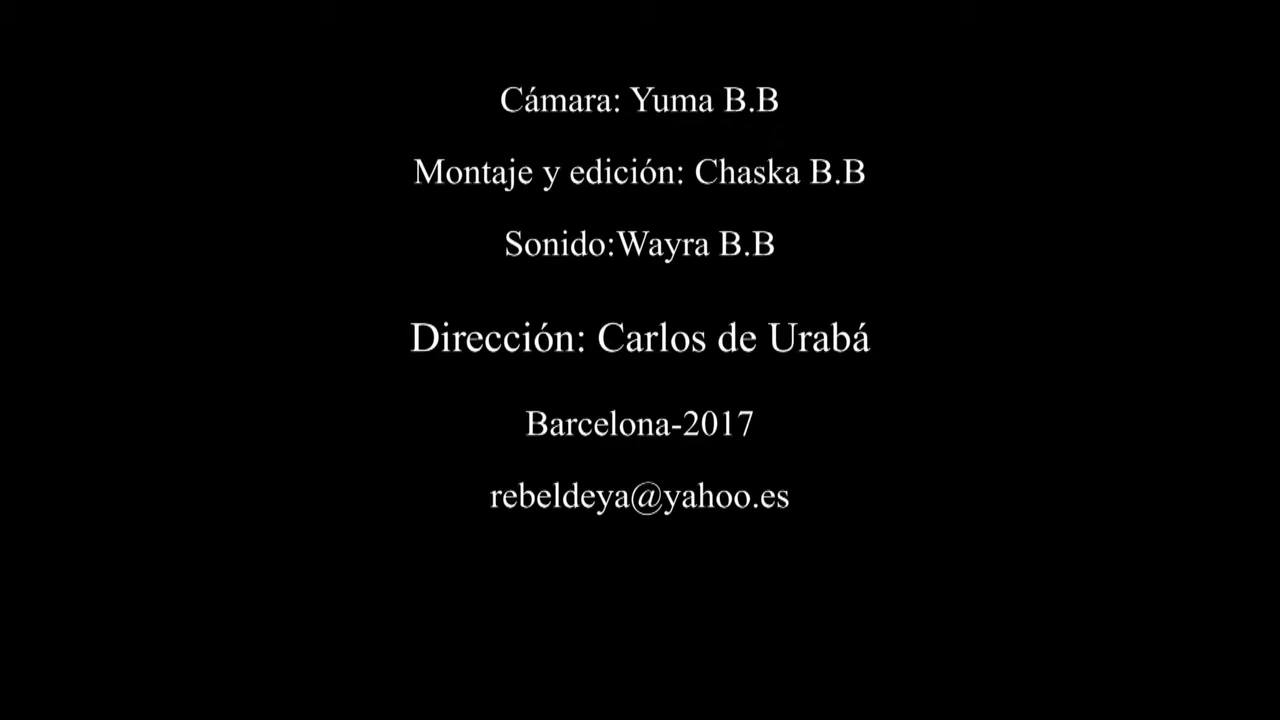 Cámara: Yuma B.B
Montaje y edición: Chaska B.B
Sonido:Wayra B.B
Dirección: Carlos de Urabá
Barcelona-2017
rebeldeya@yahoo.es